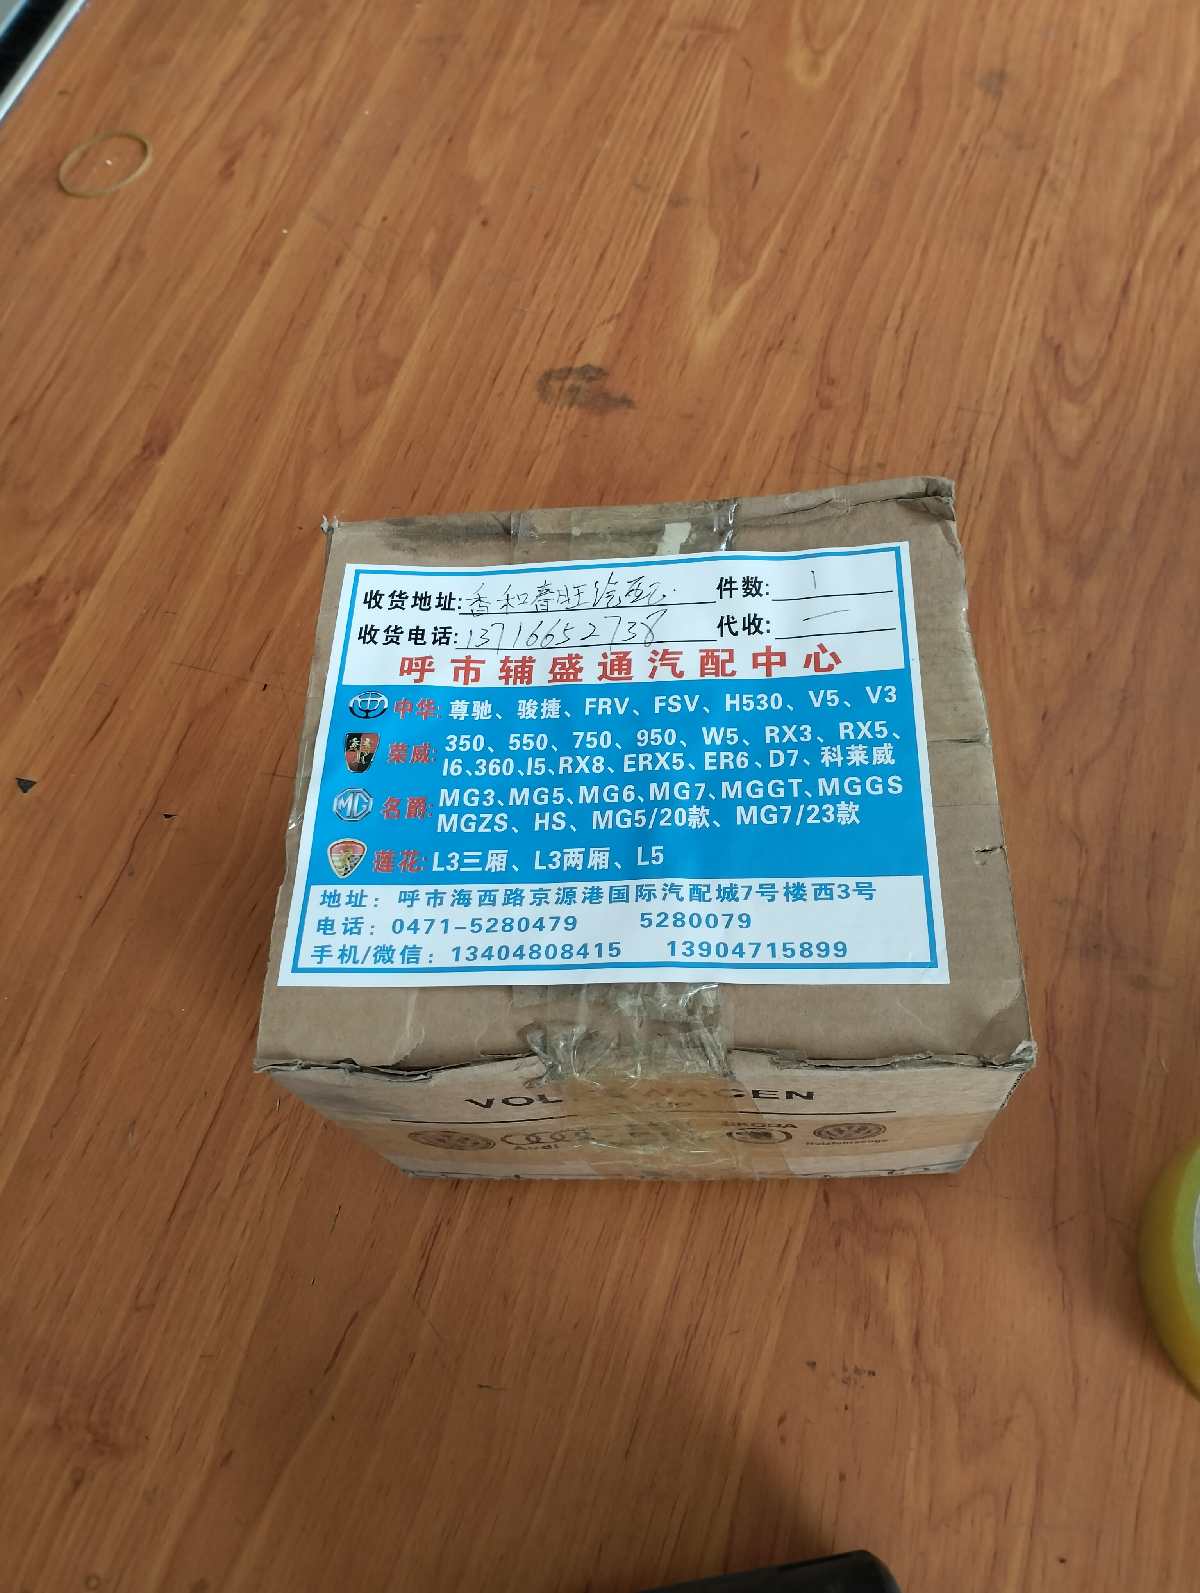 收货地址:香和春旺汽配. 件数: 1
收货电话:13716652738 代收: 一
呼市辅盛通汽配中心
中华:尊驰、骏捷、FRV、FSV、H530、V5、V3
荣威:350、550、750、950、W5、RX3、RX5、
I6、360、I5、RX8、ERX5、ER6、D7、科莱威
MG 名爵:MG3、MG5、MG6、MG7、MGGT、MGGS
MGZS、HS、MG5/20款、MG7/23款
莲花:L3三厢、L3两厢、L5
地址：呼市海西路京源港国际汽配城7号楼西3号
电话：0471-5280479 5280079
手机/微信：13404808415 13904715899
Audi SKODA